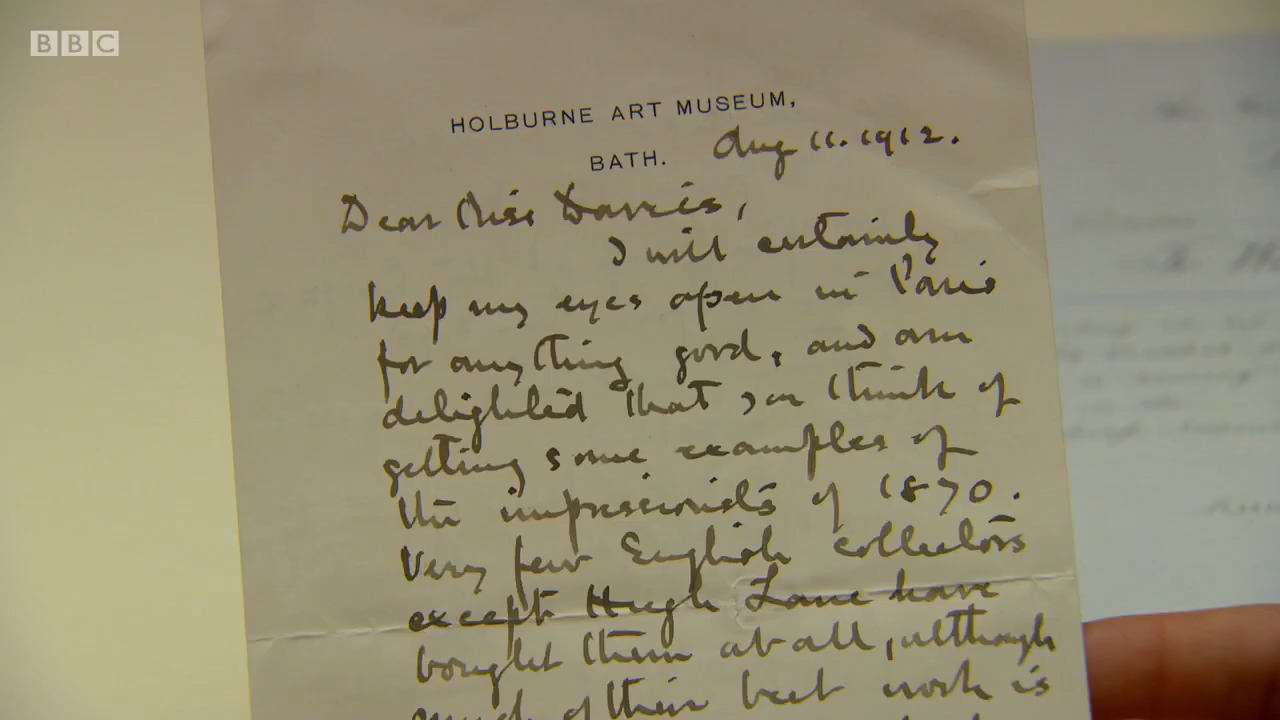 BBC
HOLBURNE ART MUSEUM,
BATH. Aug 11. 1912.
Dear Miss Davies,
I will certainly
keep my eyes open in Paris
for anything good, and am
delighted that you think of
getting some examples of
the impressionists of 1870.
Very few English collectors
except Hugh Lane have
bought them at all, although
much of their best work is